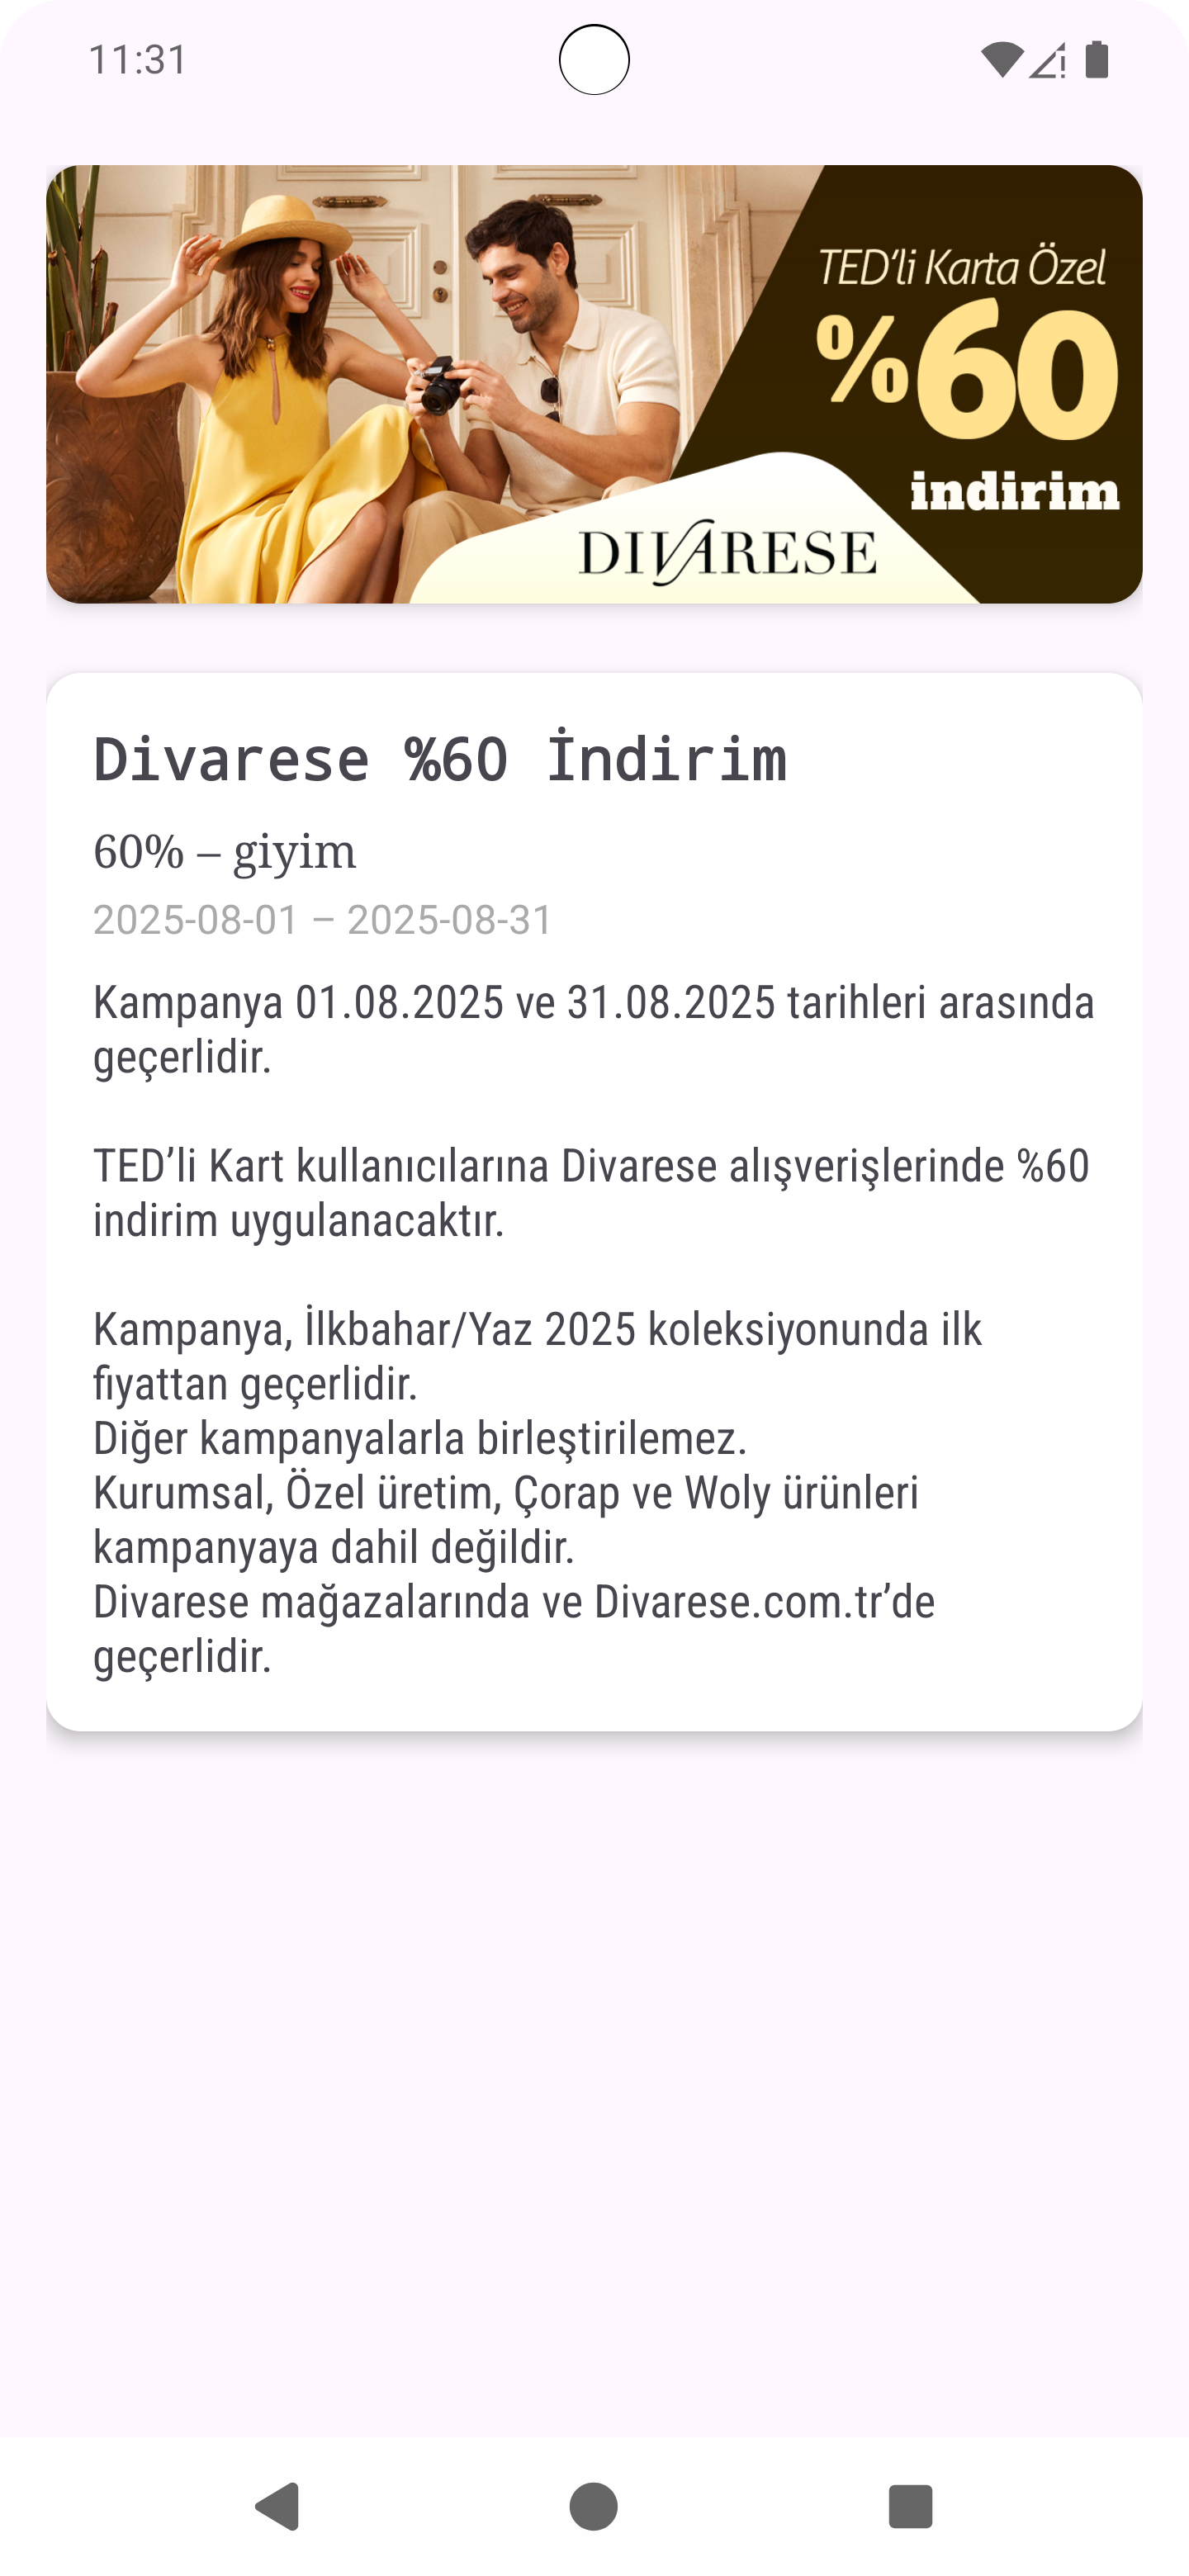 11:31
TED'li Karta Özel
%60
indirim
DIVARESE
Divarese %60 İndirim
60% – giyim
2025-08-01 – 2025-08-31
Kampanya 01.08.2025 ve 31.08.2025 tarihleri arasında
geçerlidir.
TED’li Kart kullanıcılarına Divarese alışverişlerinde %60
indirim uygulanacaktır.
Kampanya, İlkbahar/Yaz 2025 koleksiyonunda ilk
fiyattan geçerlidir.
Diğer kampanyalarla birleştirilemez.
Kurumsal, Özel üretim, Çorap ve Woly ürünleri
kampanyaya dahil değildir.
Divarese mağazalarında ve Divarese.com.tr’de
geçerlidir.